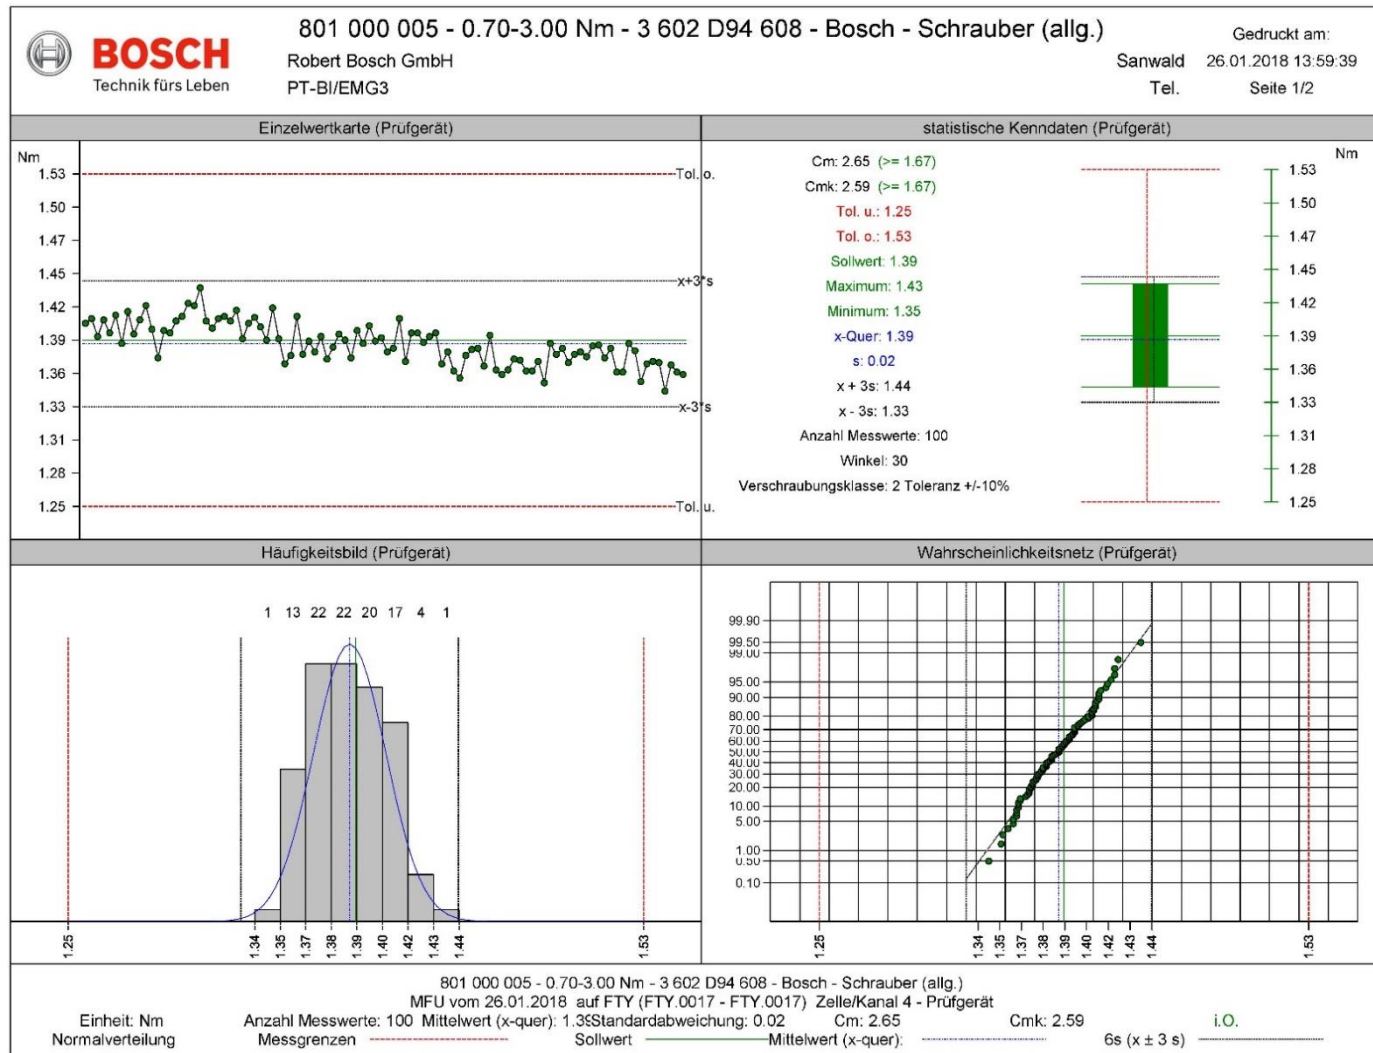 801 000 005 - 0.70-3.00 Nm - 3 602 D94 608 - Bosch - Schrauber (allg.)
BOSCH
Technik fürs Leben
Robert Bosch GmbH
PT-BI/EMG3
Gedruckt am:
Sanwald 26.01.2018 13:59:39
Tel. Seite 1/2
Einzelwertkarte (Prüfgerät)
Nm
1.53
1.50
1.47
1.45
1.42
1.39
1.36
1.33
1.31
1.28
1.25
Tol. o.
x+3*s
x-3*s
Tol. u.
statistische Kenndaten (Prüfgerät)
Cm: 2.65 (>= 1.67)
Cmk: 2.59 (>= 1.67)
Tol. u.: 1.25
Tol. o.: 1.53
Sollwert: 1.39
Maximum: 1.43
Minimum: 1.35
x-Quer: 1.39
s: 0.02
x + 3s: 1.44
x - 3s: 1.33
Anzahl Messwerte: 100
Winkel: 30
Verschraubungsklasse: 2 Toleranz +/-10%
Nm
1.53
1.50
1.47
1.45
1.42
1.39
1.36
1.33
1.31
1.28
1.25
Häufigkeitsbild (Prüfgerät)
1 13 22 22 20 17 4 1
1.25 1.34 1.35 1.37 1.38 1.39 1.40 1.42 1.43 1.44 1.53
Wahrscheinlichkeitsnetz (Prüfgerät)
99.90
99.50
99.00
95.00
90.00
80.00
70.00
60.00
50.00
40.00
30.00
20.00
10.00
5.00
1.00
0.50
0.10
1.25 1.34 1.35 1.37 1.38 1.39 1.40 1.42 1.43 1.44 1.53
801 000 005 - 0.70-3.00 Nm - 3 602 D94 608 - Bosch - Schrauber (allg.)
MFU vom 26.01.2018 auf FTY (FTY.0017 - FTY.0017) Zelle/Kanal 4 - Prüfgerät
Einheit: Nm Anzahl Messwerte: 100 Mittelwert (x-quer): 1.39 Standardabweichung: 0.02 Cm: 2.65 Cmk: 2.59 i.O.
Normalverteilung Messgrenzen Sollwert Mittelwert (x-quer): 6s (x ± 3 s)